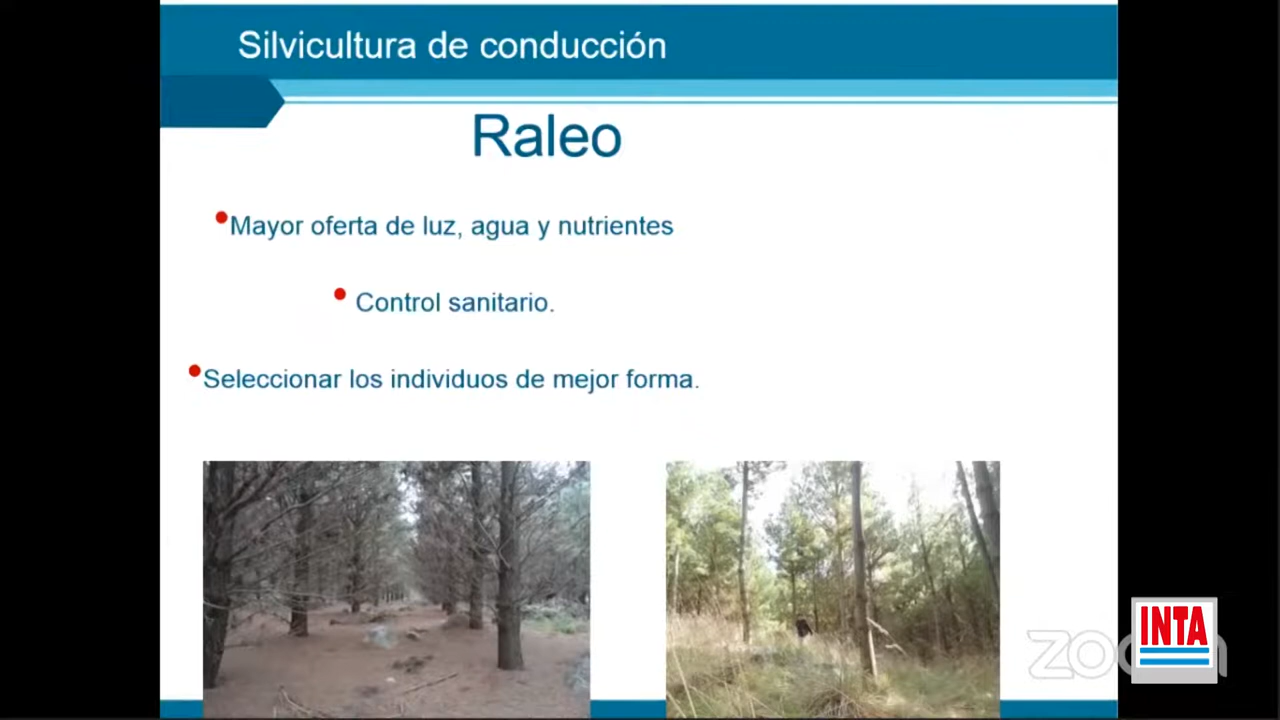 Silvicultura de conducción
Raleo
•Mayor oferta de luz, agua y nutrientes
• Control sanitario.
•Seleccionar los individuos de mejor forma.
INTA
zoom